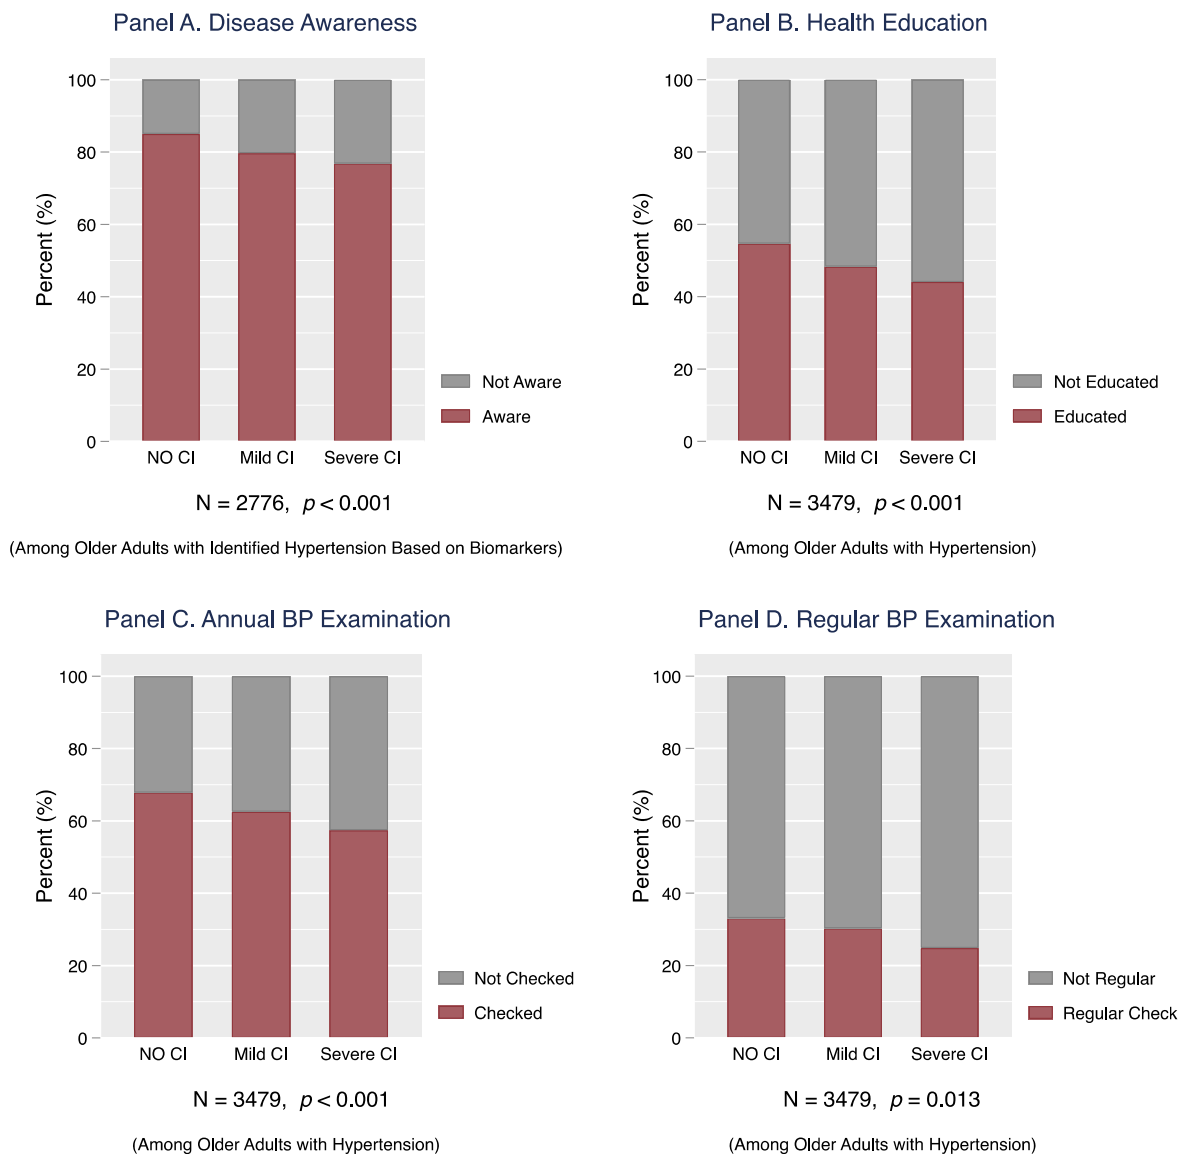 Panel A. Disease Awareness
Percent (%)
100
80
60
40
20
0
NO CI Mild CI Severe CI
Not Aware
Aware
N = 2776, p < 0.001
(Among Older Adults with Identified Hypertension Based on Biomarkers)
Panel B. Health Education
Percent (%)
100
80
60
40
20
0
NO CI Mild CI Severe CI
Not Educated
Educated
N = 3479, p < 0.001
(Among Older Adults with Hypertension)
Panel C. Annual BP Examination
Percent (%)
100
80
60
40
20
0
NO CI Mild CI Severe CI
Not Checked
Checked
N = 3479, p < 0.001
(Among Older Adults with Hypertension)
Panel D. Regular BP Examination
Percent (%)
100
80
60
40
20
0
NO CI Mild CI Severe CI
Not Regular
Regular Check
N = 3479, p = 0.013
(Among Older Adults with Hypertension)